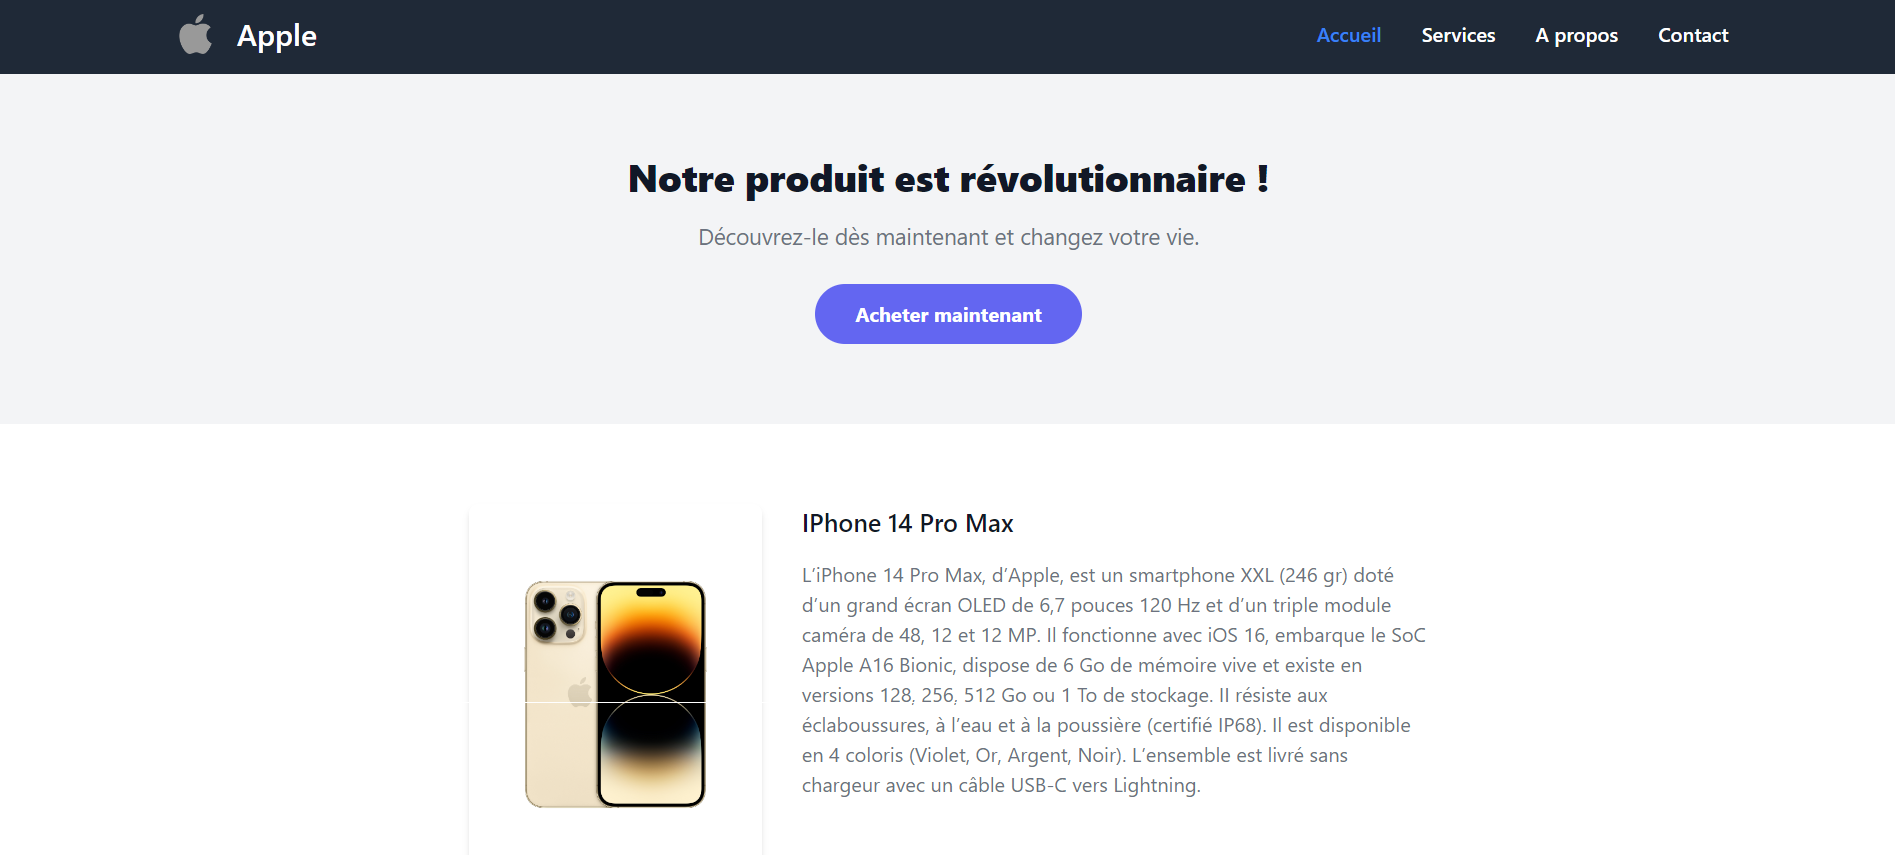 Apple
Accueil Services A propos Contact
Notre produit est révolutionnaire !
Découvrez-le dès maintenant et changez votre vie.
Acheter maintenant
IPhone 14 Pro Max
L’iPhone 14 Pro Max, d’Apple, est un smartphone XXL (246 gr) doté
d’un grand écran OLED de 6,7 pouces 120 Hz et d’un triple module
caméra de 48, 12 et 12 MP. Il fonctionne avec iOS 16, embarque le SoC
Apple A16 Bionic, dispose de 6 Go de mémoire vive et existe en
versions 128, 256, 512 Go ou 1 To de stockage. Il résiste aux
éclaboussures, à l’eau et à la poussière (certifié IP68). Il est disponible
en 4 coloris (Violet, Or, Argent, Noir). L’ensemble est livré sans
chargeur avec un câble USB-C vers Lightning.